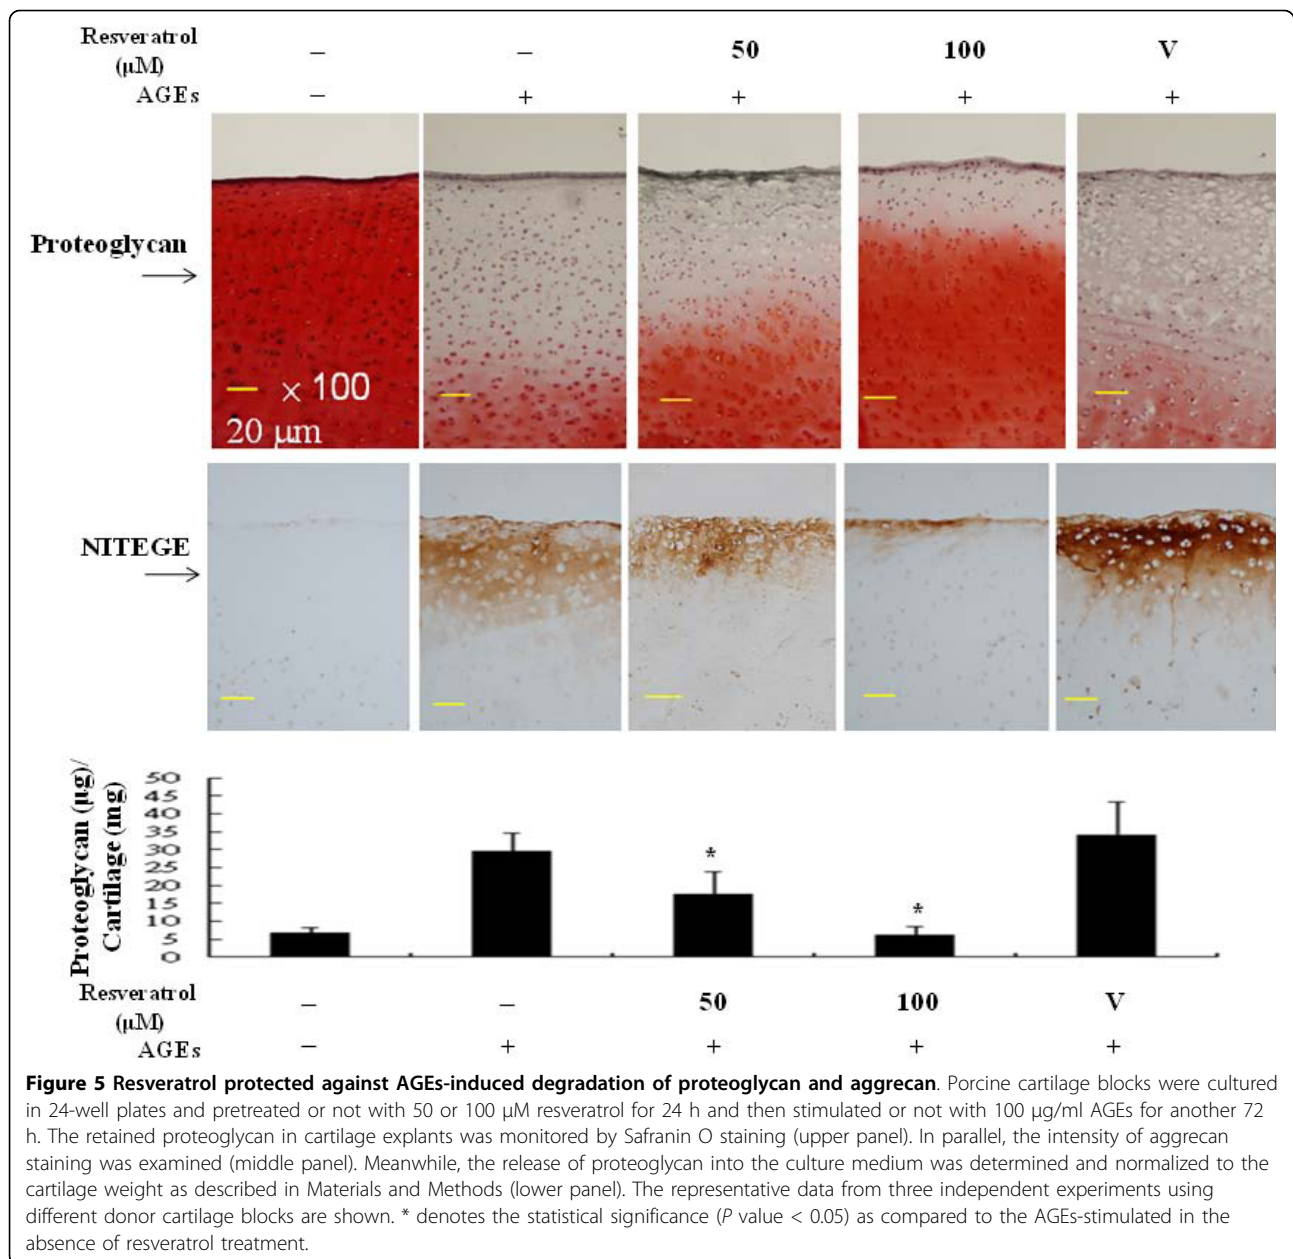 Resveratrol (μM) – – 50 100 V
AGEs – + + + +
Proteoglycan
× 100
20 μm
NITEGE
Proteoglycan (μg)/
Cartilage (mg)
50
45
40
35
30
25
20
15
10
5
0
* *
Resveratrol (μM) – – 50 100 V
AGEs – + + + +
Figure 5 Resveratrol protected against AGEs-induced degradation of proteoglycan and aggrecan. Porcine cartilage blocks were cultured
in 24-well plates and pretreated or not with 50 or 100 μM resveratrol for 24 h and then stimulated or not with 100 μg/ml AGEs for another 72
h. The retained proteoglycan in cartilage explants was monitored by Safranin O staining (upper panel). In parallel, the intensity of aggrecan
staining was examined (middle panel). Meanwhile, the release of proteoglycan into the culture medium was determined and normalized to the
cartilage weight as described in Materials and Methods (lower panel). The representative data from three independent experiments using
different donor cartilage blocks are shown. * denotes the statistical significance (P value < 0.05) as compared to the AGEs-stimulated in the
absence of resveratrol treatment.